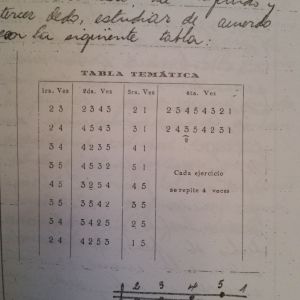 tercer dedo, estudiar de acuerdo
con la siguiente tabla:
TABLA TEMÁTICA
1ra. Vez 2da. Vez 3ra. Vez 4ta. Vez
2 3 2 3 4 3 2 1 2 3 4 5 4 3 2 1
2 4 4 5 4 3 3 1 2 4 3 5 4 2 3 1
3 4 4 2 3 5 4 1
3 5 4 5 3 2 5 1 Cada ejercicio
4 5 3 2 5 4 4 5 se repite 4 veces
3 5 3 5 4 2 3 5
3 4 5 4 2 5 2 5
2 4 4 2 5 3 1 5
1 2 3 4 5 1